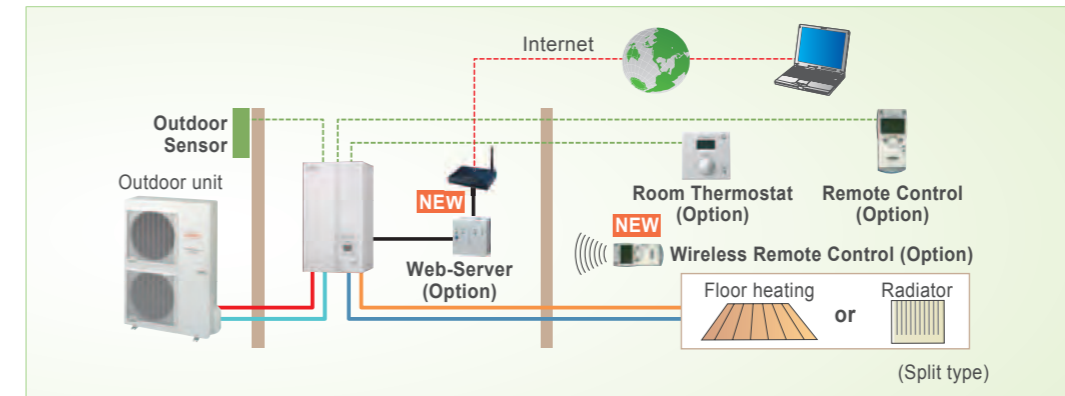 Internet
Outdoor
Sensor
Outdoor unit
NEW
Web-Server
(Option)
Room Thermostat
(Option)
Remote Control
(Option)
NEW
Wireless Remote Control (Option)
Floor heating
or
Radiator
(Split type)